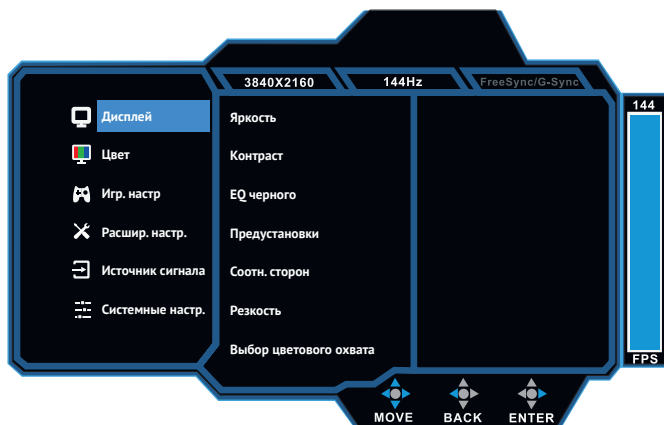 3840X2160
144Hz
FreeSync/G-Sync
144
Дисплей
Цвет
Игр. настр
Расшир. настр.
Источник сигнала
Системные настр.
Яркость
Контраст
EQ черного
Предустановки
Соотн. сторон
Резкость
Выбор цветового охвата
FPS
MOVE
BACK
ENTER